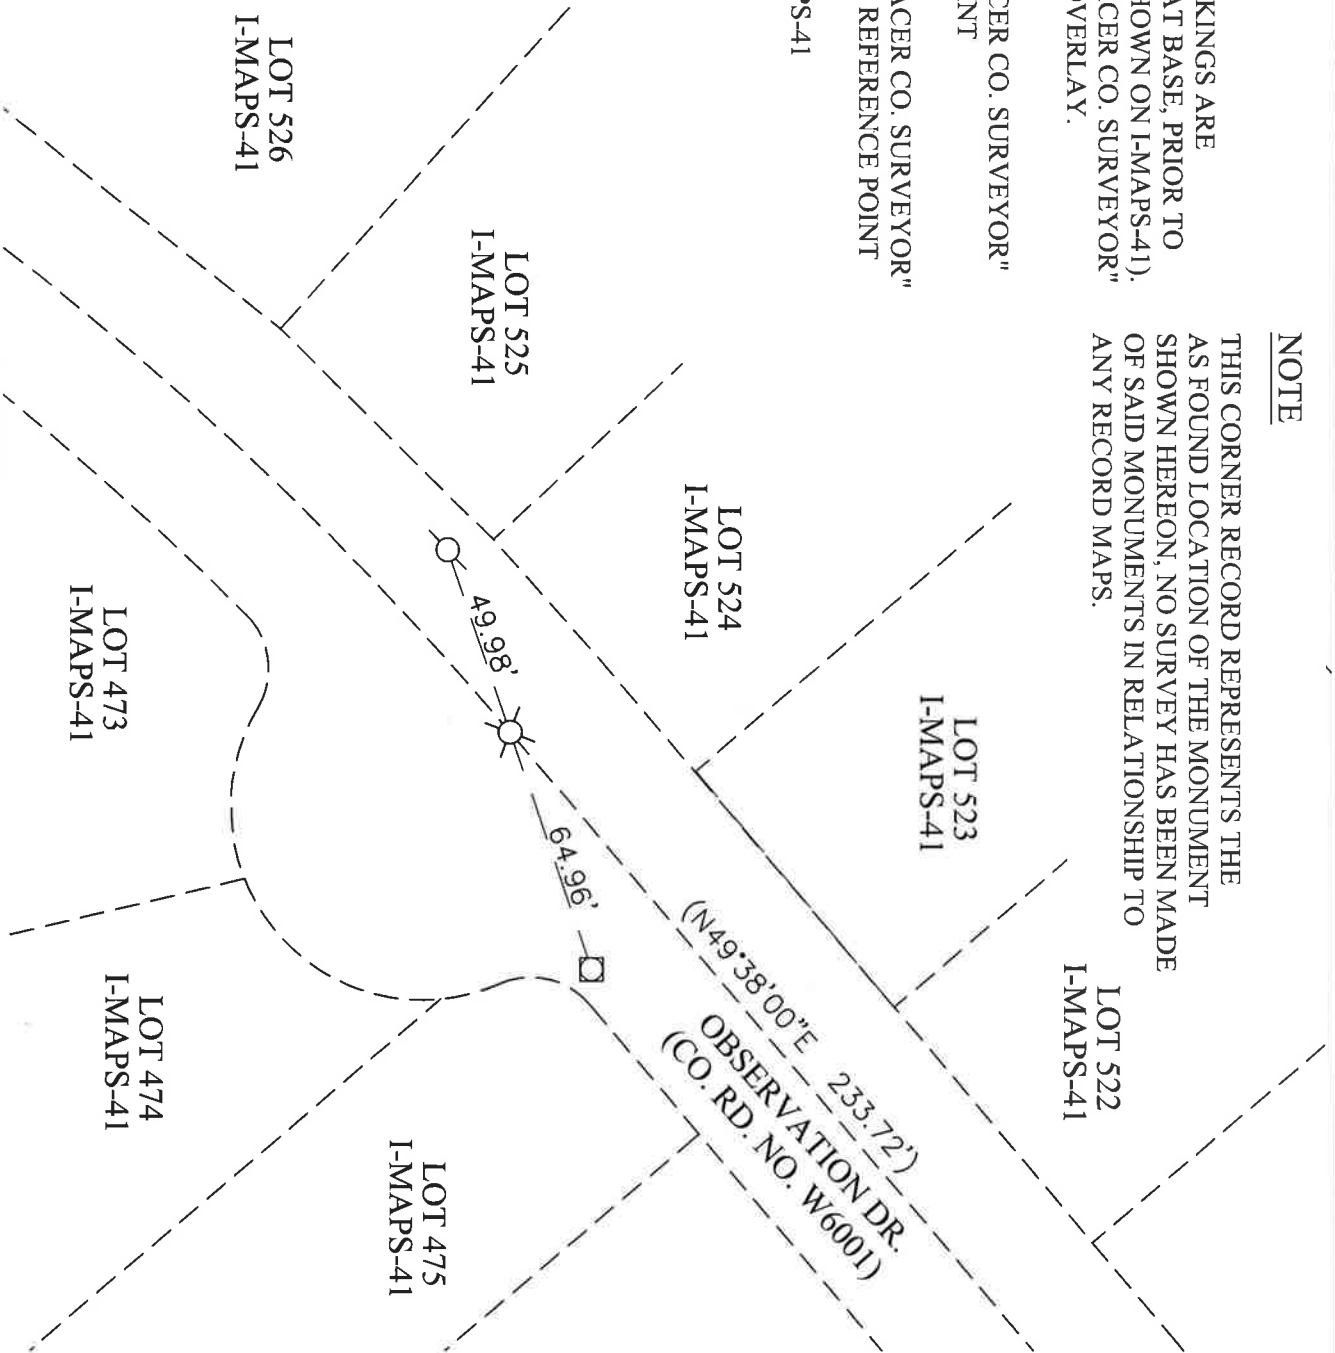 KINGS ARE
AT BASE, PRIOR TO
HOWN ON I-MAPS-41).
CER CO. SURVEYOR"
OVERLAY.
CER CO. SURVEYOR"
ENT
ACER CO. SURVEYOR"
REFERENCE POINT
PS-41
NOTE
THIS CORNER RECORD REPRESENTS THE
AS FOUND LOCATION OF THE MONUMENT
SHOWN HEREON, NO SURVEY HAS BEEN MADE
OF SAID MONUMENTS IN RELATIONSHIP TO
ANY RECORD MAPS.
LOT 522
I-MAPS-41
LOT 523
I-MAPS-41
LOT 524
I-MAPS-41
LOT 525
I-MAPS-41
LOT 526
I-MAPS-41
(N49°38'00"E 233.72')
OBSERVATION DR.
(CO. RD. NO. W6001)
49.98'
64.96'
LOT 475
I-MAPS-41
LOT 474
I-MAPS-41
LOT 473
I-MAPS-41